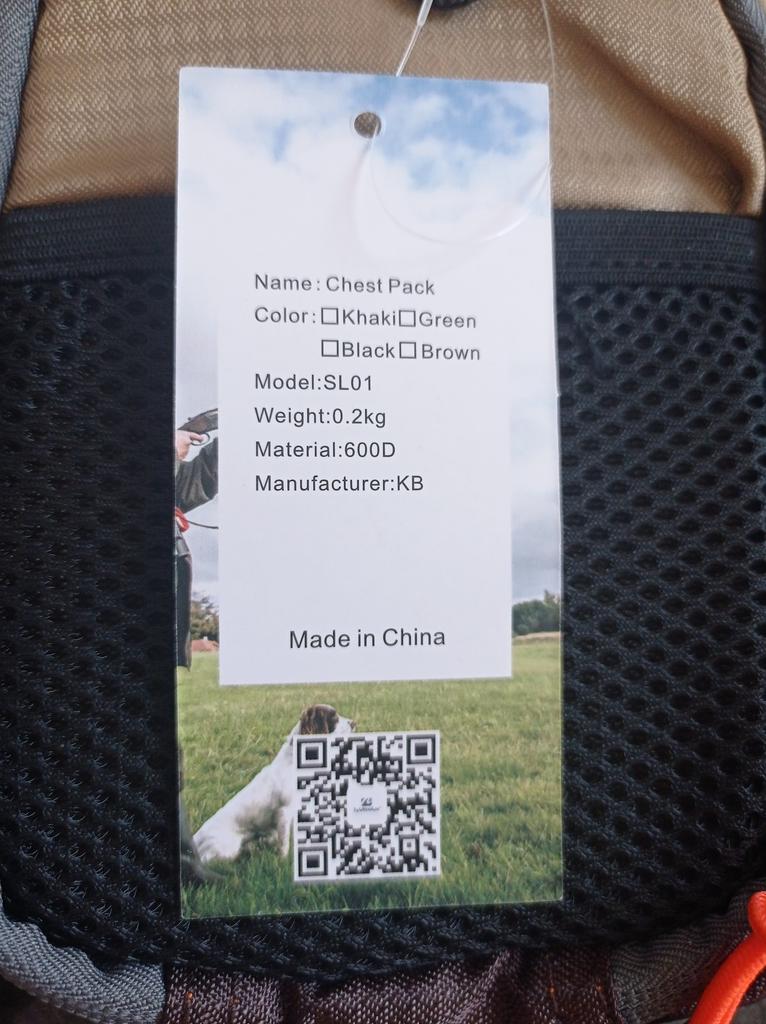 Name: Chest Pack
Color: ☐Khaki☐Green
☐Black☐Brown
Model:SL01
Weight:0.2kg
Material:600D
Manufacturer:KB
Made in China